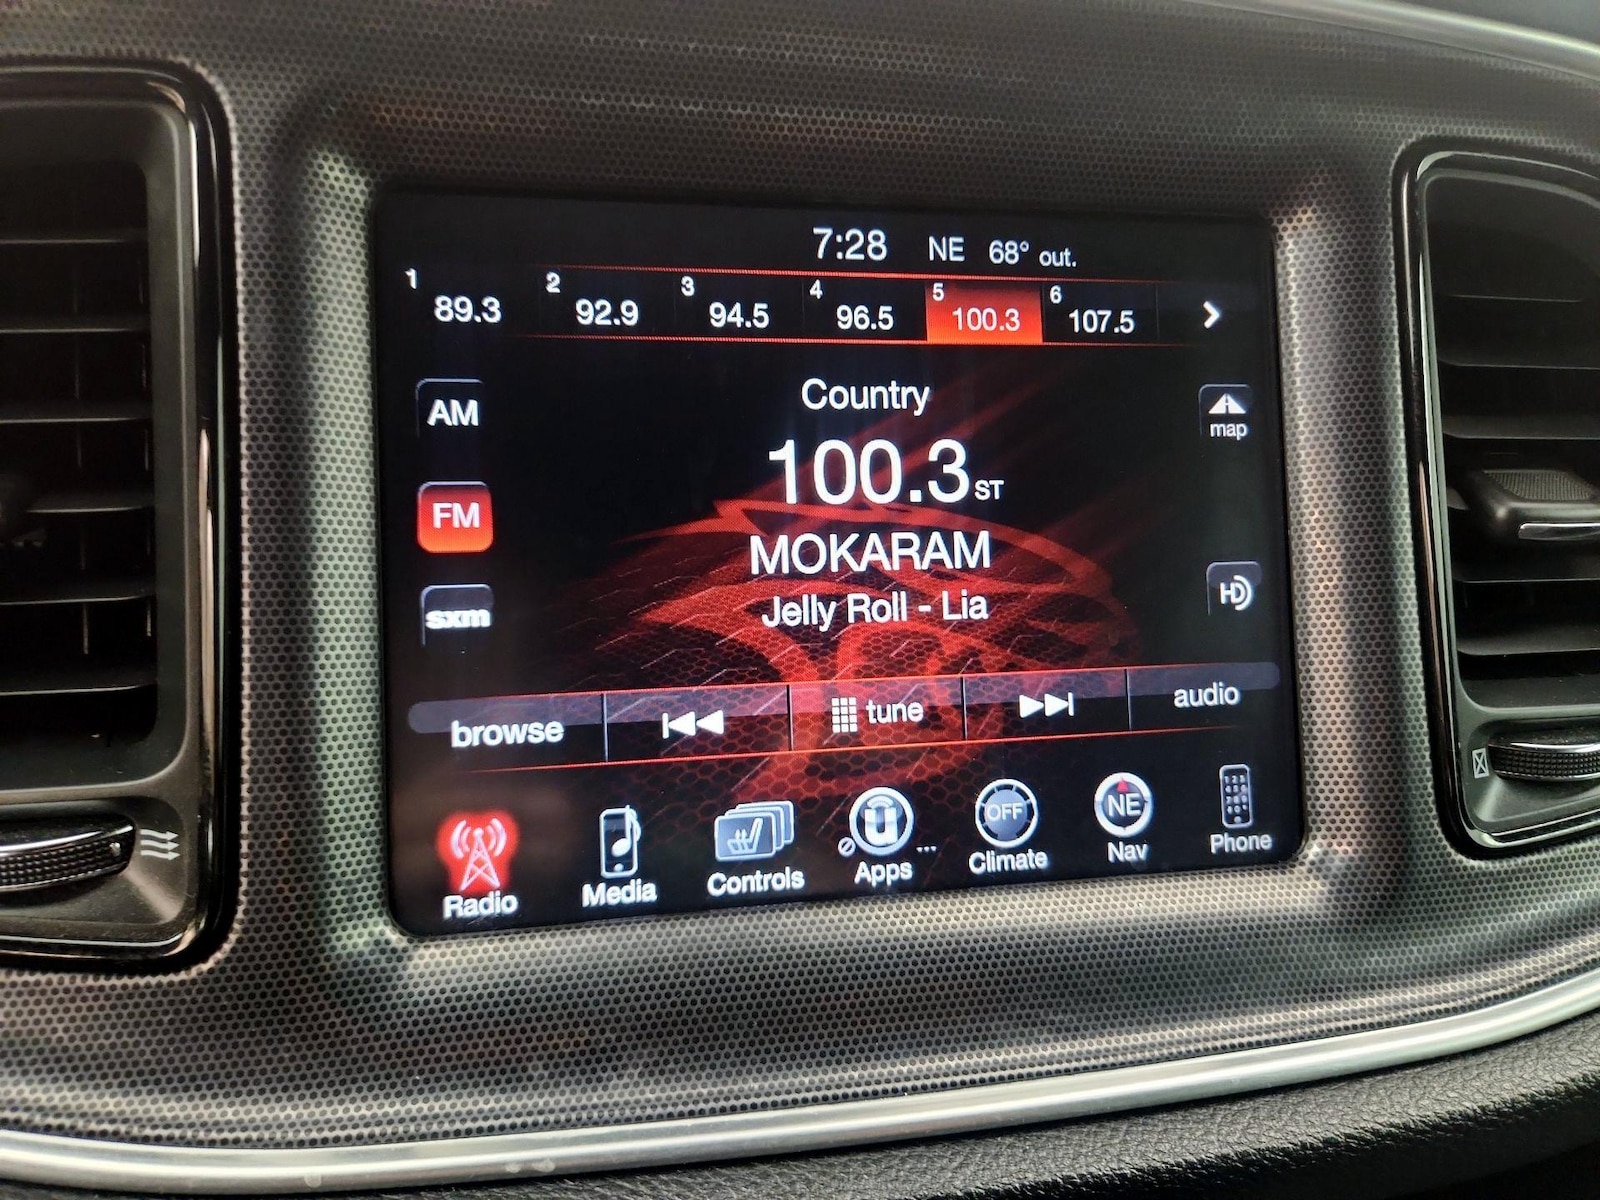 7:28 NE 68° out.
1 89.3 2 92.9 3 94.5 4 96.5 5 100.3 6 107.5
Country
AM
map
100.3 ST
FM
MOKARAM
HD
sxm
Jelly Roll - Lia
browse tune audio
OFF NE
Radio Media Controls Apps ... Climate Nav Phone